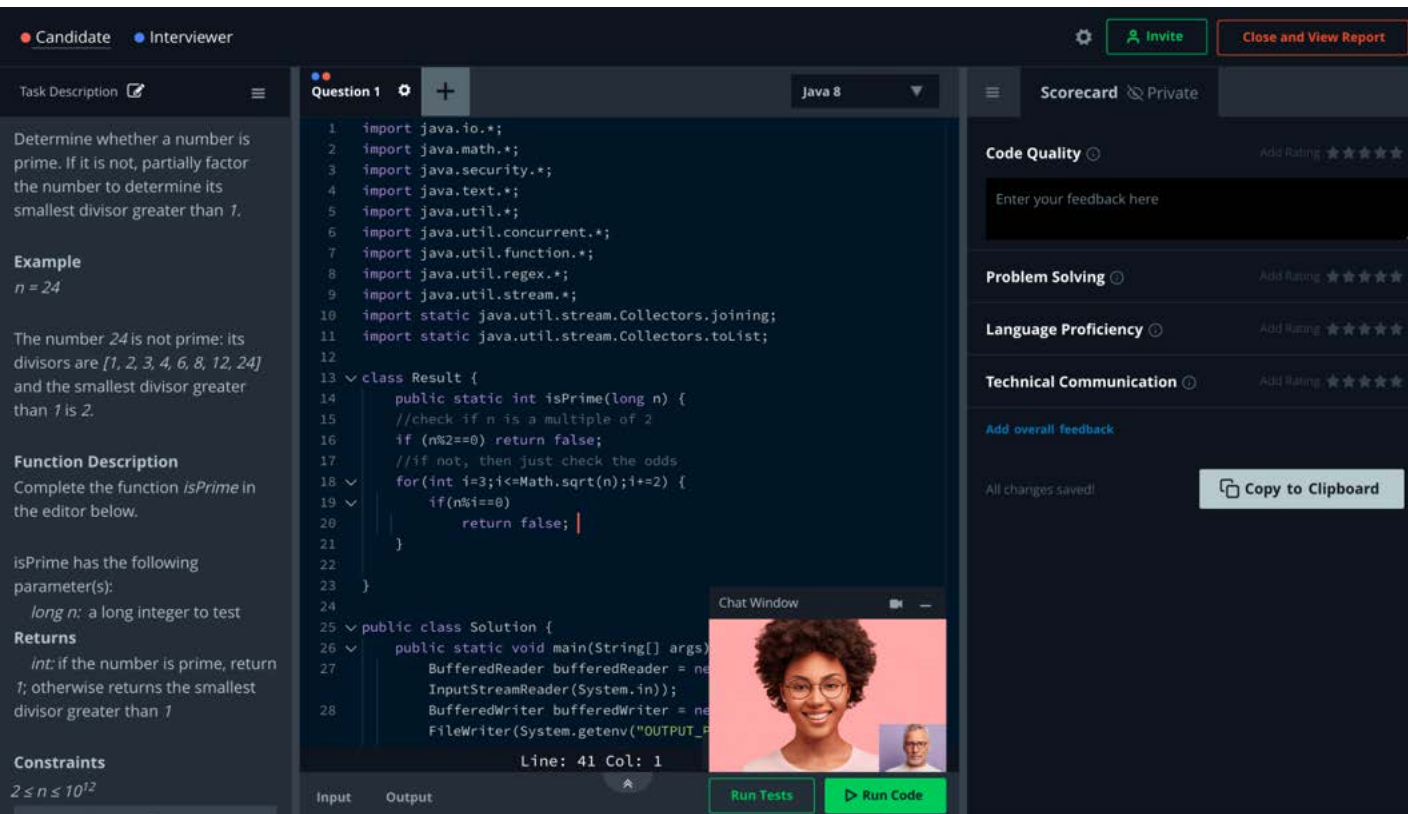 Candidate
Interviewer
Invite
Close and View Report
Task Description
Determine whether a number is
prime. If it is not, partially factor
the number to determine its
smallest divisor greater than 1.
Example
n = 24
The number 24 is not prime: its
divisors are [1, 2, 3, 4, 6, 8, 12, 24]
and the smallest divisor greater
than 1 is 2.
Function Description
Complete the function isPrime in
the editor below.
isPrime has the following
parameter(s):
long n: a long integer to test
Returns
int: if the number is prime, return
1; otherwise returns the smallest
divisor greater than 1
Constraints
2 ≤ n ≤ 10¹²
Question 1
+
Java 8
1 import java.io.*;
2 import java.math.*;
3 import java.security.*;
4 import java.text.*;
5 import java.util.*;
6 import java.util.concurrent.*;
7 import java.util.function.*;
8 import java.util.regex.*;
9 import java.util.stream.*;
10 import static java.util.stream.Collectors.joining;
11 import static java.util.stream.Collectors.toList;
12
13 class Result {
14 public static int isPrime(long n) {
15 //check if n is a multiple of 2
16 if (n%2==0) return false;
17 //if not, then just check the odds
18 for(int i=3;i<=Math.sqrt(n);i+=2) {
19 if(n%i==0)
20 return false;
21 }
22
23 }
24
25 public class Solution {
26 public static void main(String[] args)
27 BufferedReader bufferedReader = ne
InputStreamReader(System.in));
28 BufferedWriter bufferedWriter = ne
FileWriter(System.getenv("OUTPUT_P
Line: 41 Col: 1
Input
Output
Run Tests
Run Code
Chat Window
Scorecard
Private
Code Quality
Add Rating
Enter your feedback here
Problem Solving
Add Rating
Language Proficiency
Add Rating
Technical Communication
Add Rating
Add overall feedback
All changes saved!
Copy to Clipboard